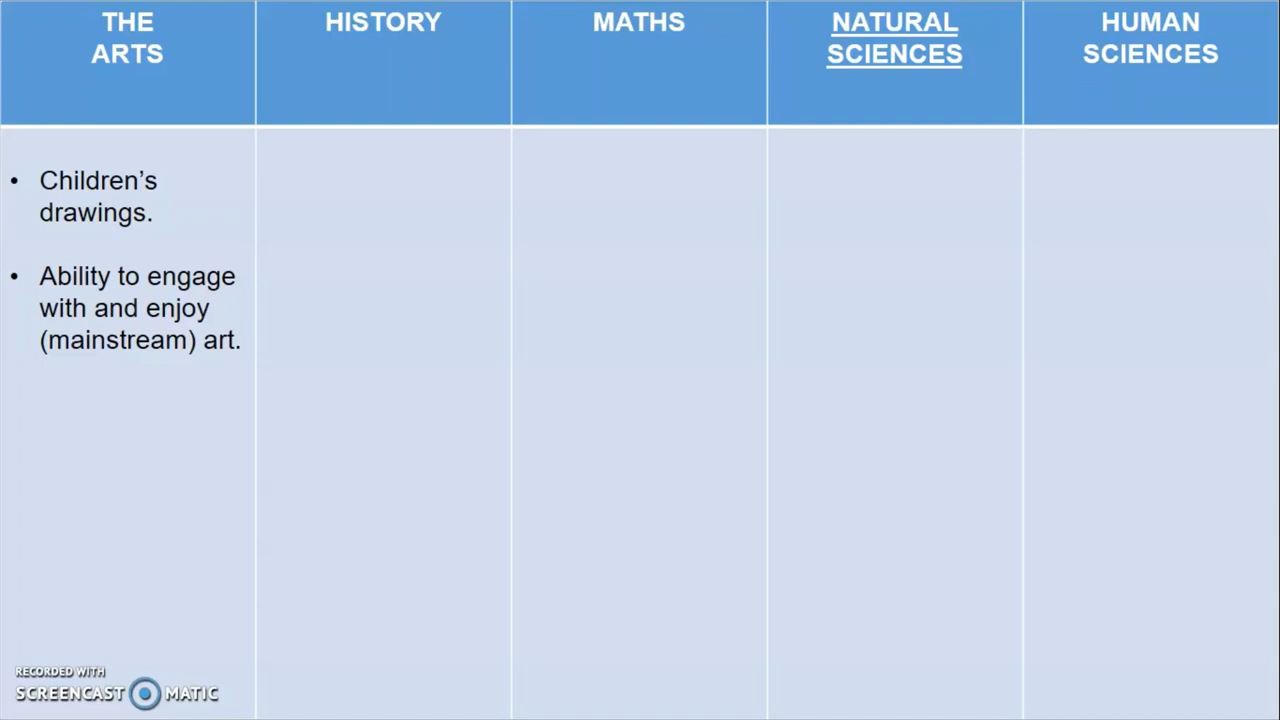 THE
ARTS
HISTORY
MATHS
NATURAL
SCIENCES
HUMAN
SCIENCES
• Children’s
drawings.
• Ability to engage
with and enjoy
(mainstream) art.
RECORDED WITH
SCREENCAST MATIC